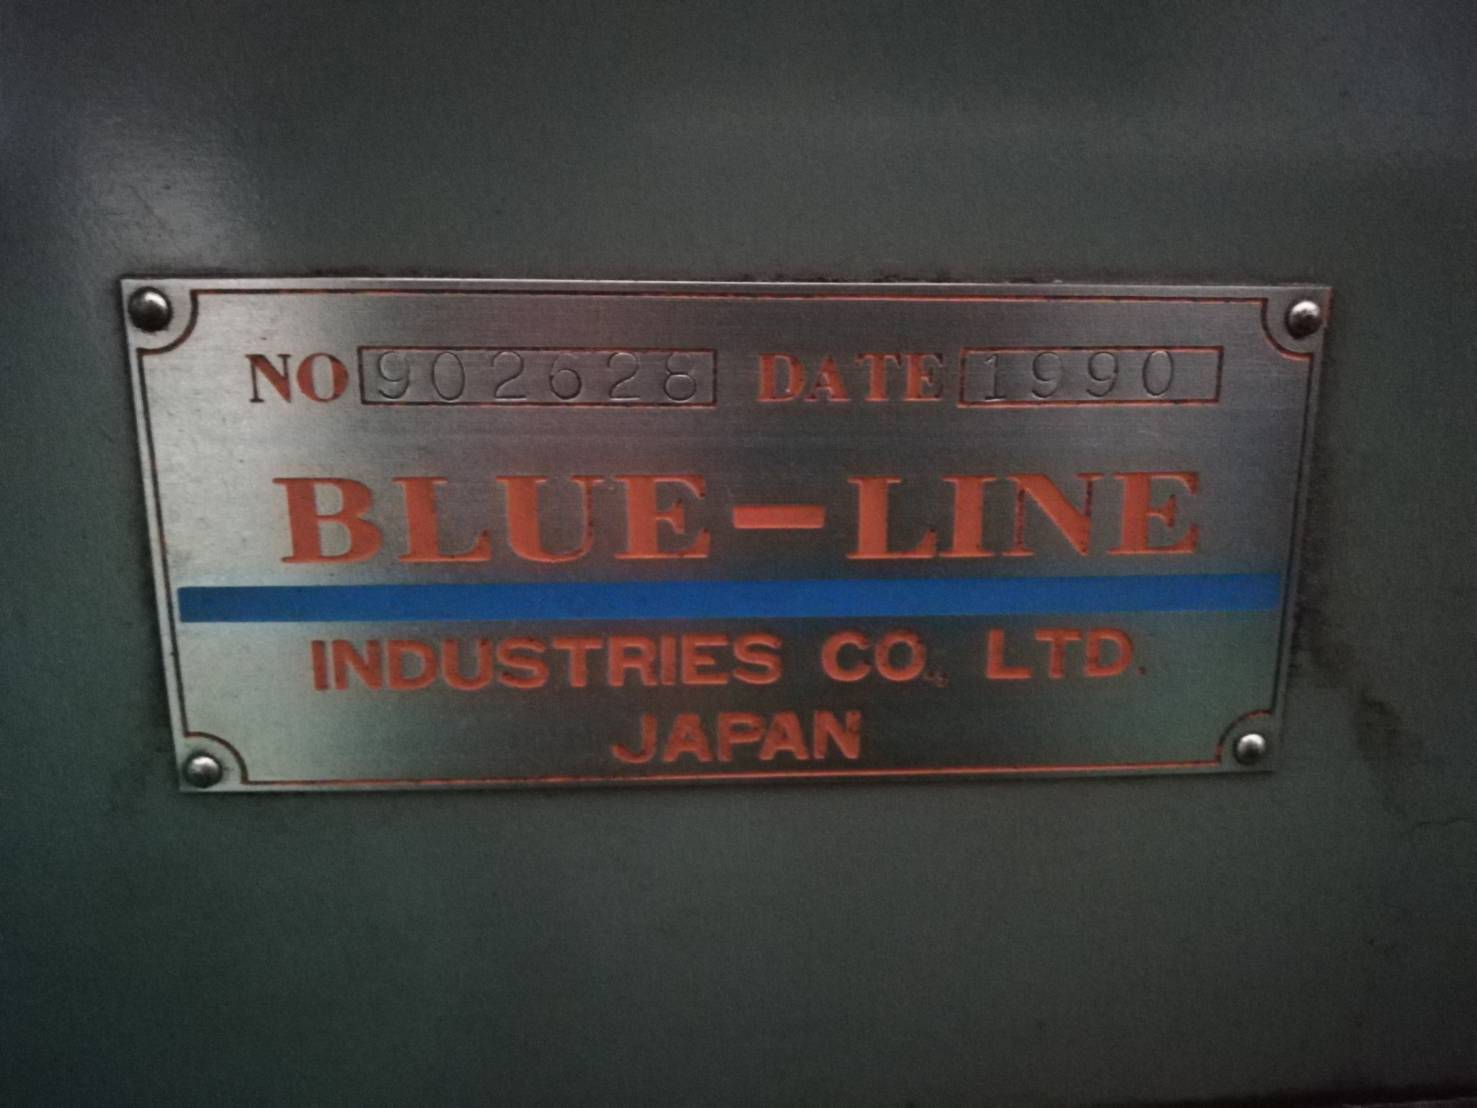 NO 902628 DATE 1990
BLUE-LINE
INDUSTRIES CO., LTD.
JAPAN